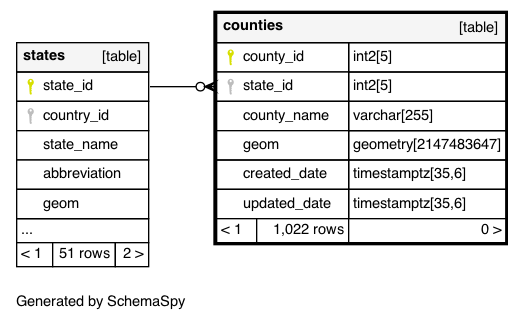 states [table]
state_id
country_id
state_name
abbreviation
geom
...
< 1 51 rows 2 >
counties [table]
county_id int2[5]
state_id int2[5]
county_name varchar[255]
geom geometry[2147483647]
created_date timestamptz[35,6]
updated_date timestamptz[35,6]
< 1 1,022 rows 0 >
Generated by SchemaSpy